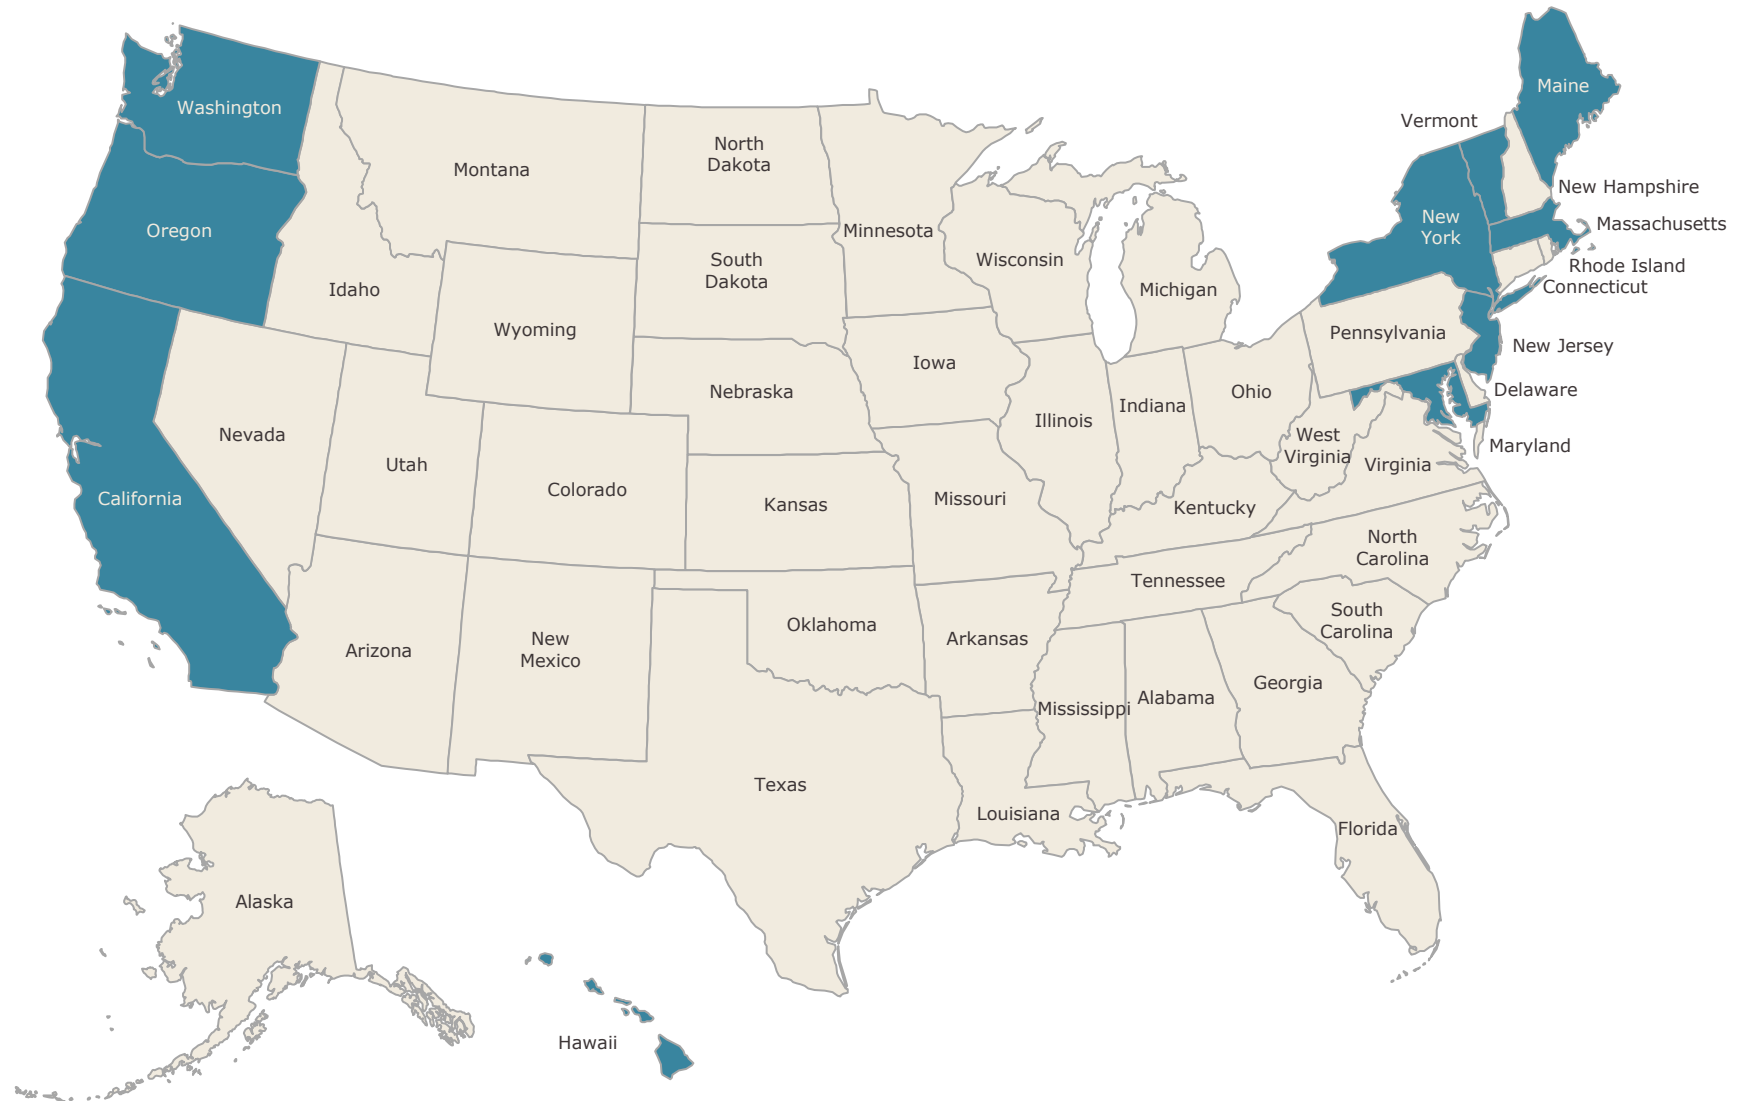 Maine
Washington
Vermont
North
Dakota
Montana
New Hampshire
Massachusetts
New
York
Oregon
Minnesota
Wisconsin
South
Dakota
Rhode Island
Connecticut
Idaho
Michigan
Wyoming
Pennsylvania
New Jersey
Iowa
Nebraska
Ohio
Delaware
Indiana
Illinois
Nevada
West
Virginia
Maryland
Utah
Virginia
Colorado
California
Missouri
Kansas
Kentucky
North
Carolina
Tennessee
South
Carolina
Oklahoma
Arkansas
New
Mexico
Arizona
Georgia
Alabama
Mississippi
Texas
Louisiana
Florida
Alaska
Hawaii